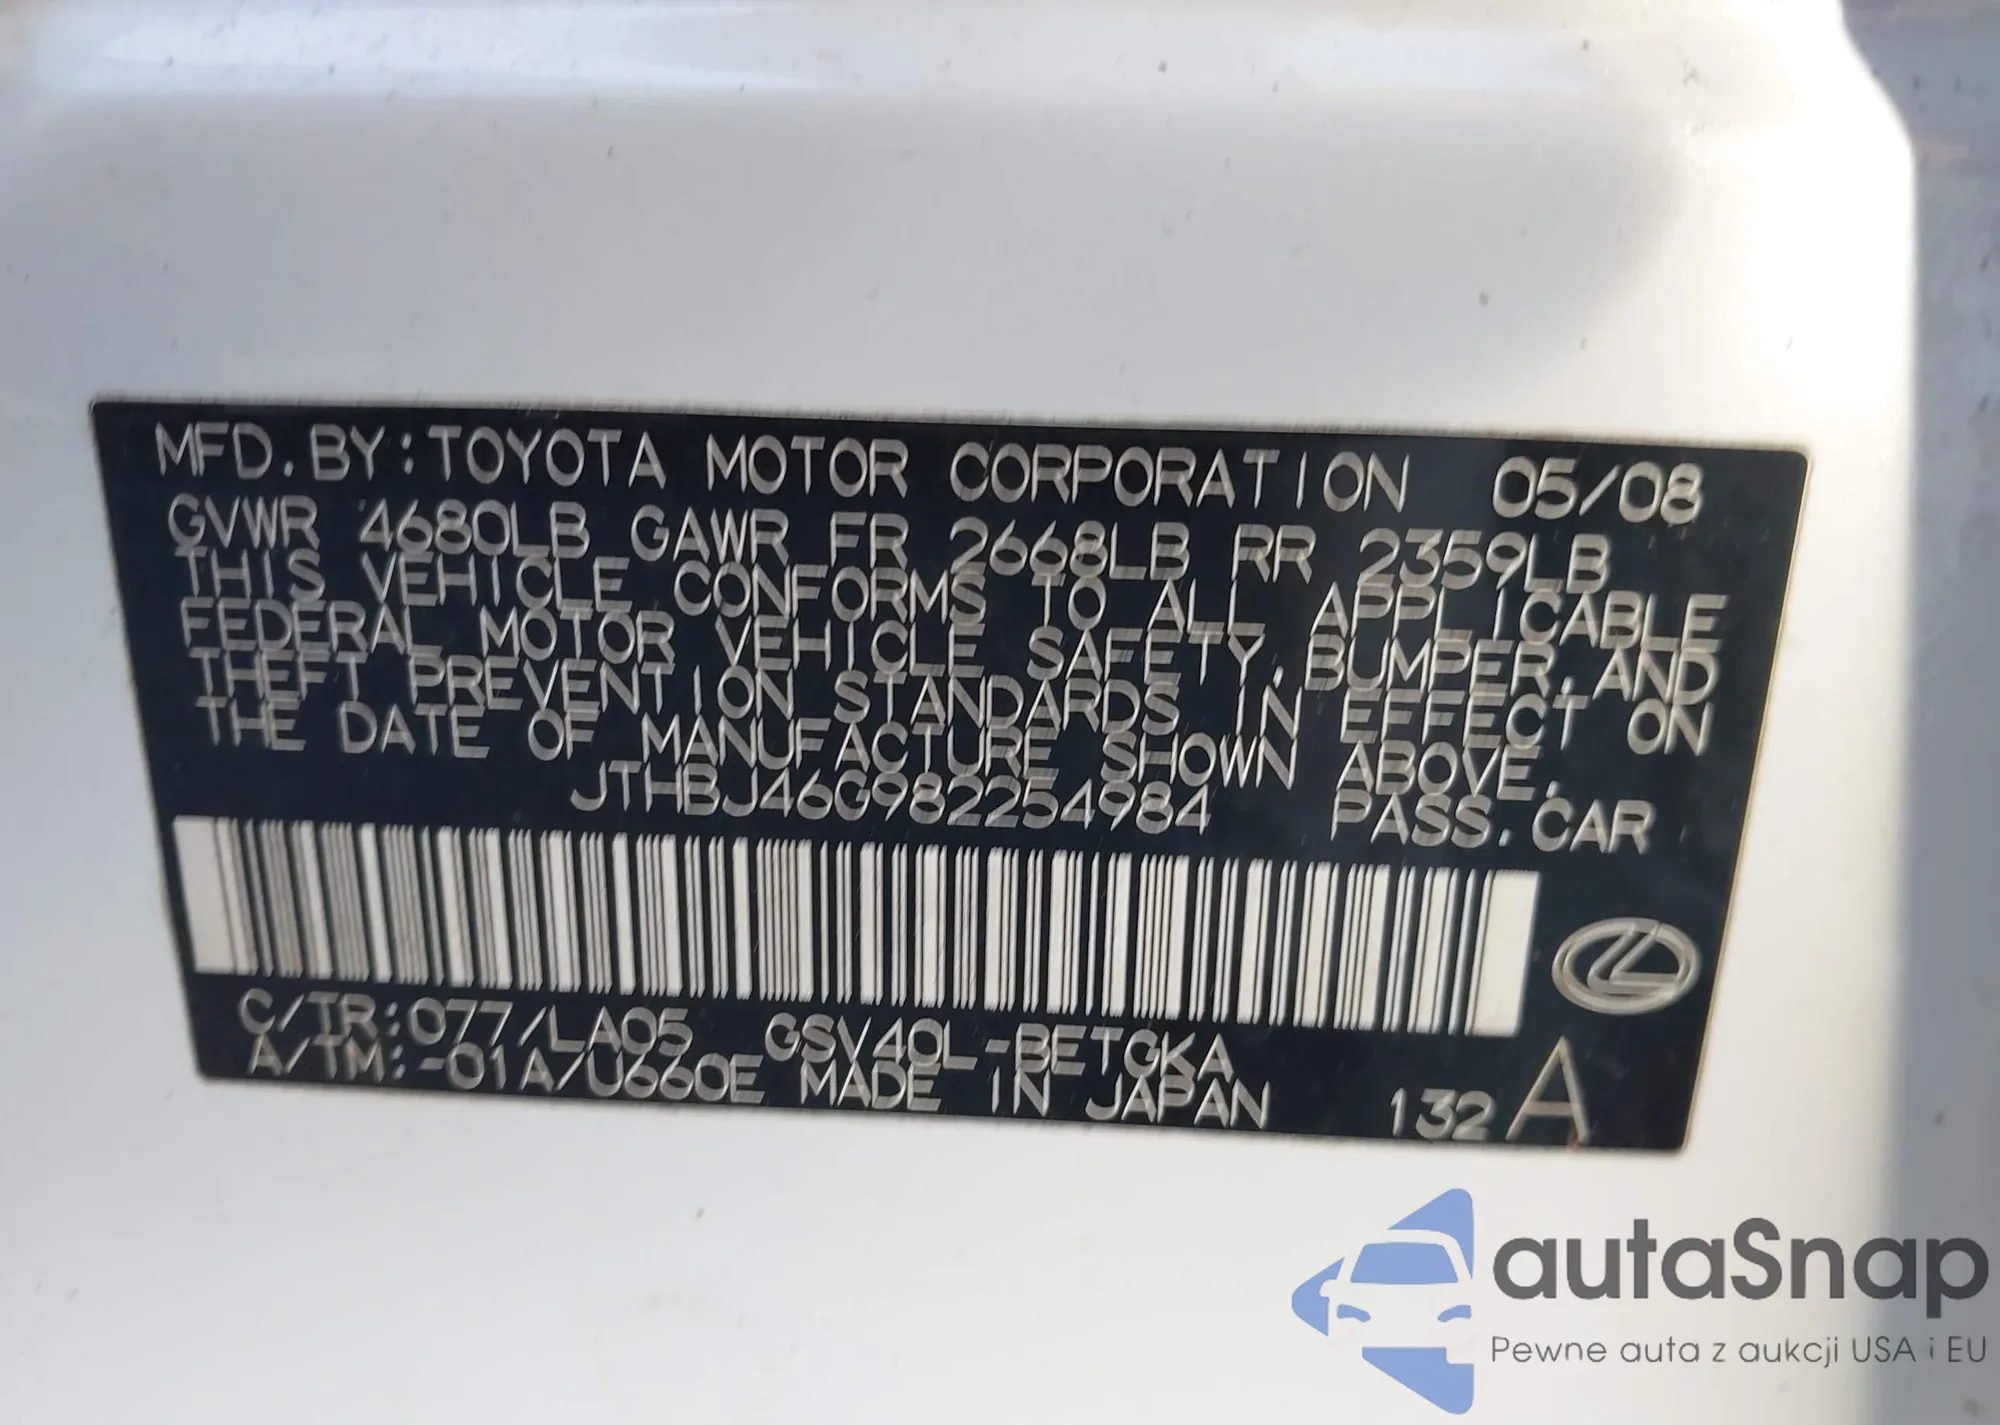 MFD. BY: TOYOTA MOTOR CORPORATION 05/08
GVWR 4680LB GAWR FR 2668LB RR 2359LB
THIS VEHICLE CONFORMS TO ALL APPLICABLE
FEDERAL MOTOR VEHICLE SAFETY, BUMPER, AND
THEFT PREVENTION STANDARDS IN EFFECT ON
THE DATE OF MANUFACTURE SHOWN ABOVE.
JTHBJ46G982254984 PASS. CAR
C/TR:077/LA05 GSV40L-BETGKA
A/TM:-01A/U660E MADE IN JAPAN 132 A
autaSnap
Pewne auta z aukcji USA i EU